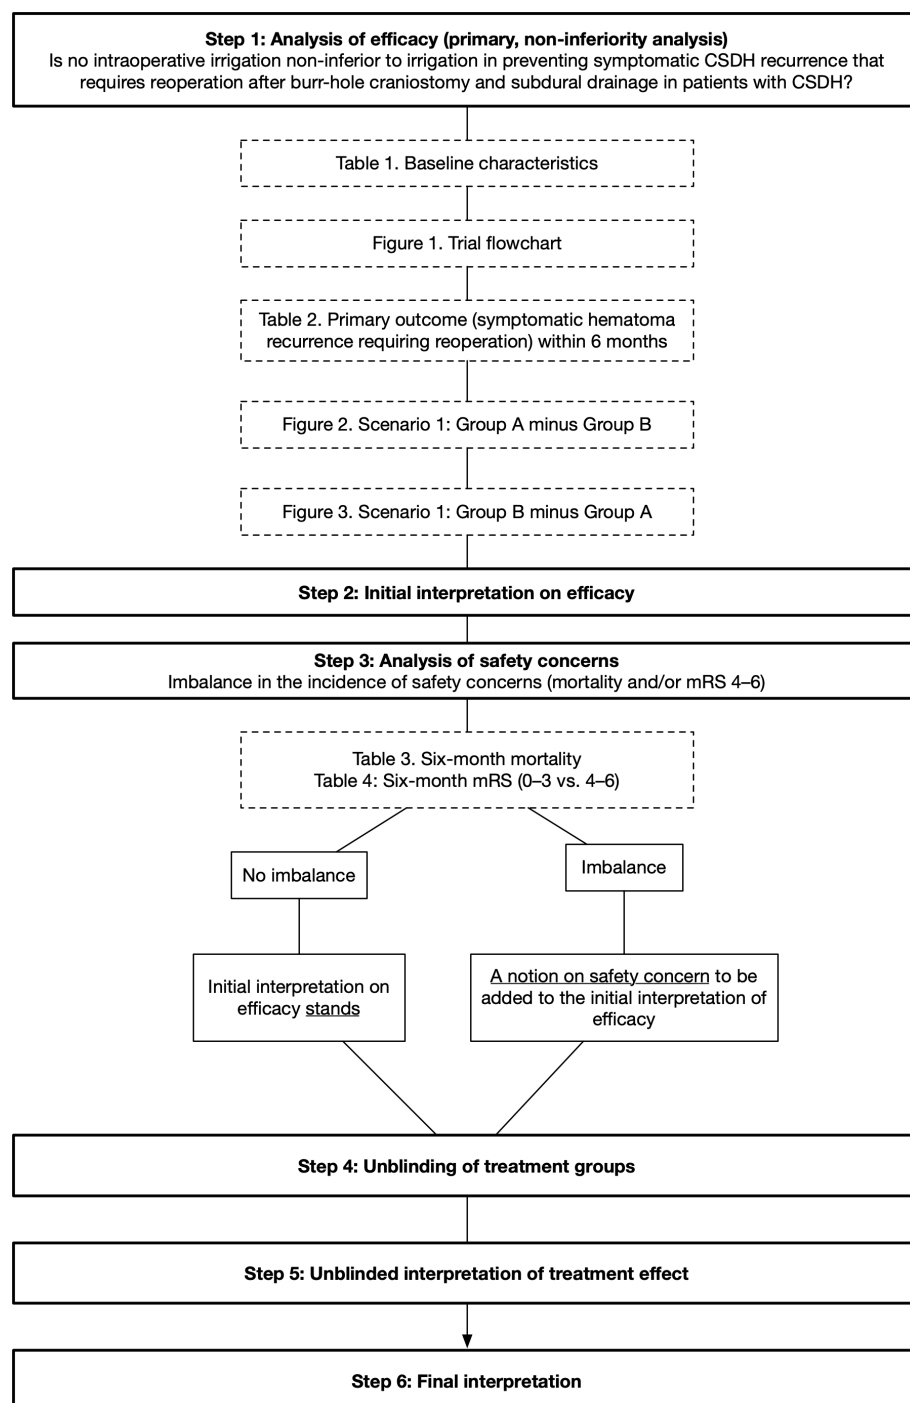 Step 1: Analysis of efficacy (primary, non-inferiority analysis)
Is no intraoperative irrigation non-inferior to irrigation in preventing symptomatic CSDH recurrence that
requires reoperation after burr-hole craniostomy and subdural drainage in patients with CSDH?
Table 1. Baseline characteristics
Figure 1. Trial flowchart
Table 2. Primary outcome (symptomatic hematoma
recurrence requiring reoperation) within 6 months
Figure 2. Scenario 1: Group A minus Group B
Figure 3. Scenario 1: Group B minus Group A
Step 2: Initial interpretation on efficacy
Step 3: Analysis of safety concerns
Imbalance in the incidence of safety concerns (mortality and/or mRS 4–6)
Table 3. Six-month mortality
Table 4: Six-month mRS (0–3 vs. 4–6)
No imbalance
Imbalance
Initial interpretation on
efficacy stands
A notion on safety concern to be
added to the initial interpretation of
efficacy
Step 4: Unblinding of treatment groups
Step 5: Unblinded interpretation of treatment effect
Step 6: Final interpretation